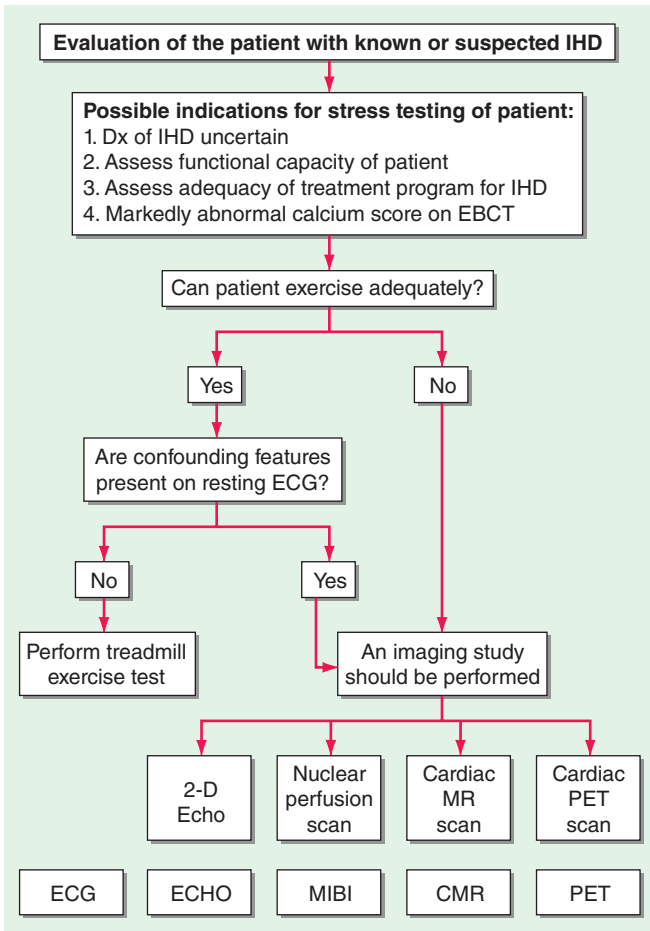 Evaluation of the patient with known or suspected IHD
Possible indications for stress testing of patient:
1. Dx of IHD uncertain
2. Assess functional capacity of patient
3. Assess adequacy of treatment program for IHD
4. Markedly abnormal calcium score on EBCT
Can patient exercise adequately?
Yes
No
Are confounding features
present on resting ECG?
No
Yes
Perform treadmill
exercise test
An imaging study
should be performed
2-D
Echo
Nuclear
perfusion
scan
Cardiac
MR
scan
Cardiac
PET
scan
ECG
ECHO
MIBI
CMR
PET